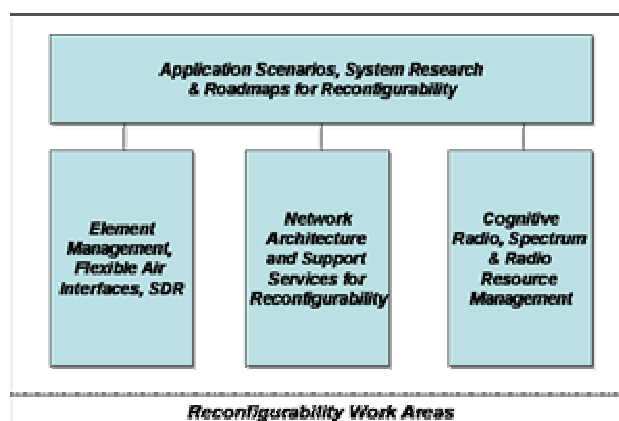 Application Scenarios, System Research
& Roadmaps for Reconfigurability
Element
Management,
Flexible Air
Interfaces, SDR
Network
Architecture
and Support
Services for
Reconfigurability
Cognitive
Radio, Spectrum
& Radio
Resource
Management
Reconfigurability Work Areas